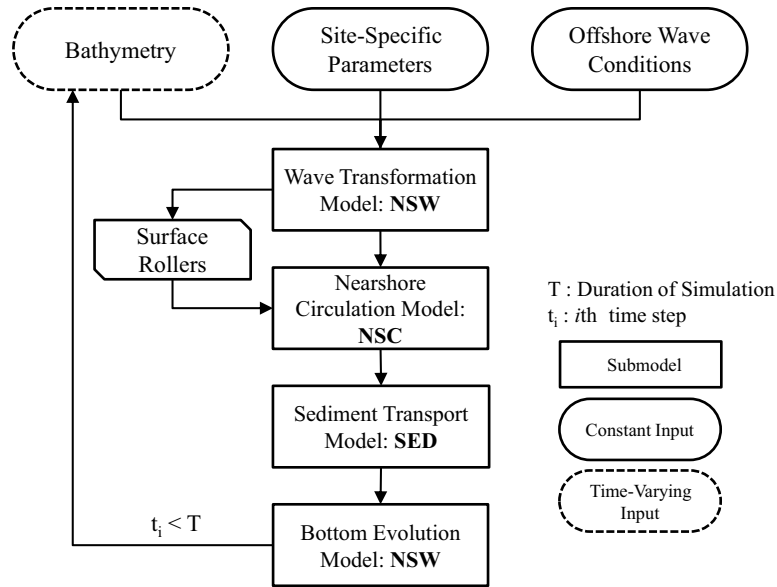 Bathymetry
Site-Specific
Parameters
Offshore Wave
Conditions
Wave Transformation
Model: NSW
Surface
Rollers
Nearshore
Circulation Model:
NSC
T : Duration of Simulation
tᵢ : ith time step
Submodel
Sediment Transport
Model: SED
Constant Input
Time-Varying
Input
tᵢ < T
Bottom Evolution
Model: NSW